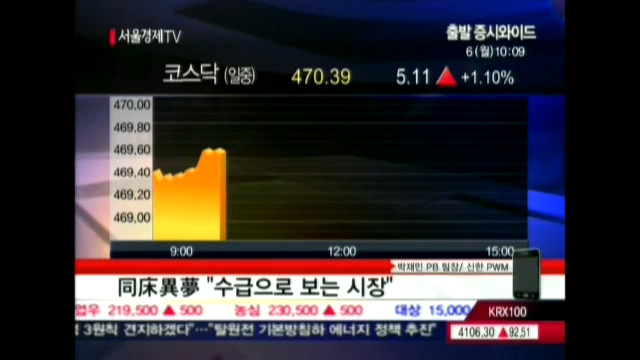 서울경제TV
출발 증시와이드
6 (월) 10:09
코스닥 (일중) 470.39 5.11 ▲ +1.10%
470,00
469,80
469,60
469,40
469,20
469,00
9:00 12:00 15:00
박재민 PB.팀장/ 신한 PWM
同床異夢 "수급으로 보는 시장"
업우 219,500 ▲ 500 농심 230,500 ▲ 500 대상 15,000
KRX100
3원칙 견지하겠다"…"탈원전 기본방침하 에너지 정책 추진"
4106,30 ▲92,51